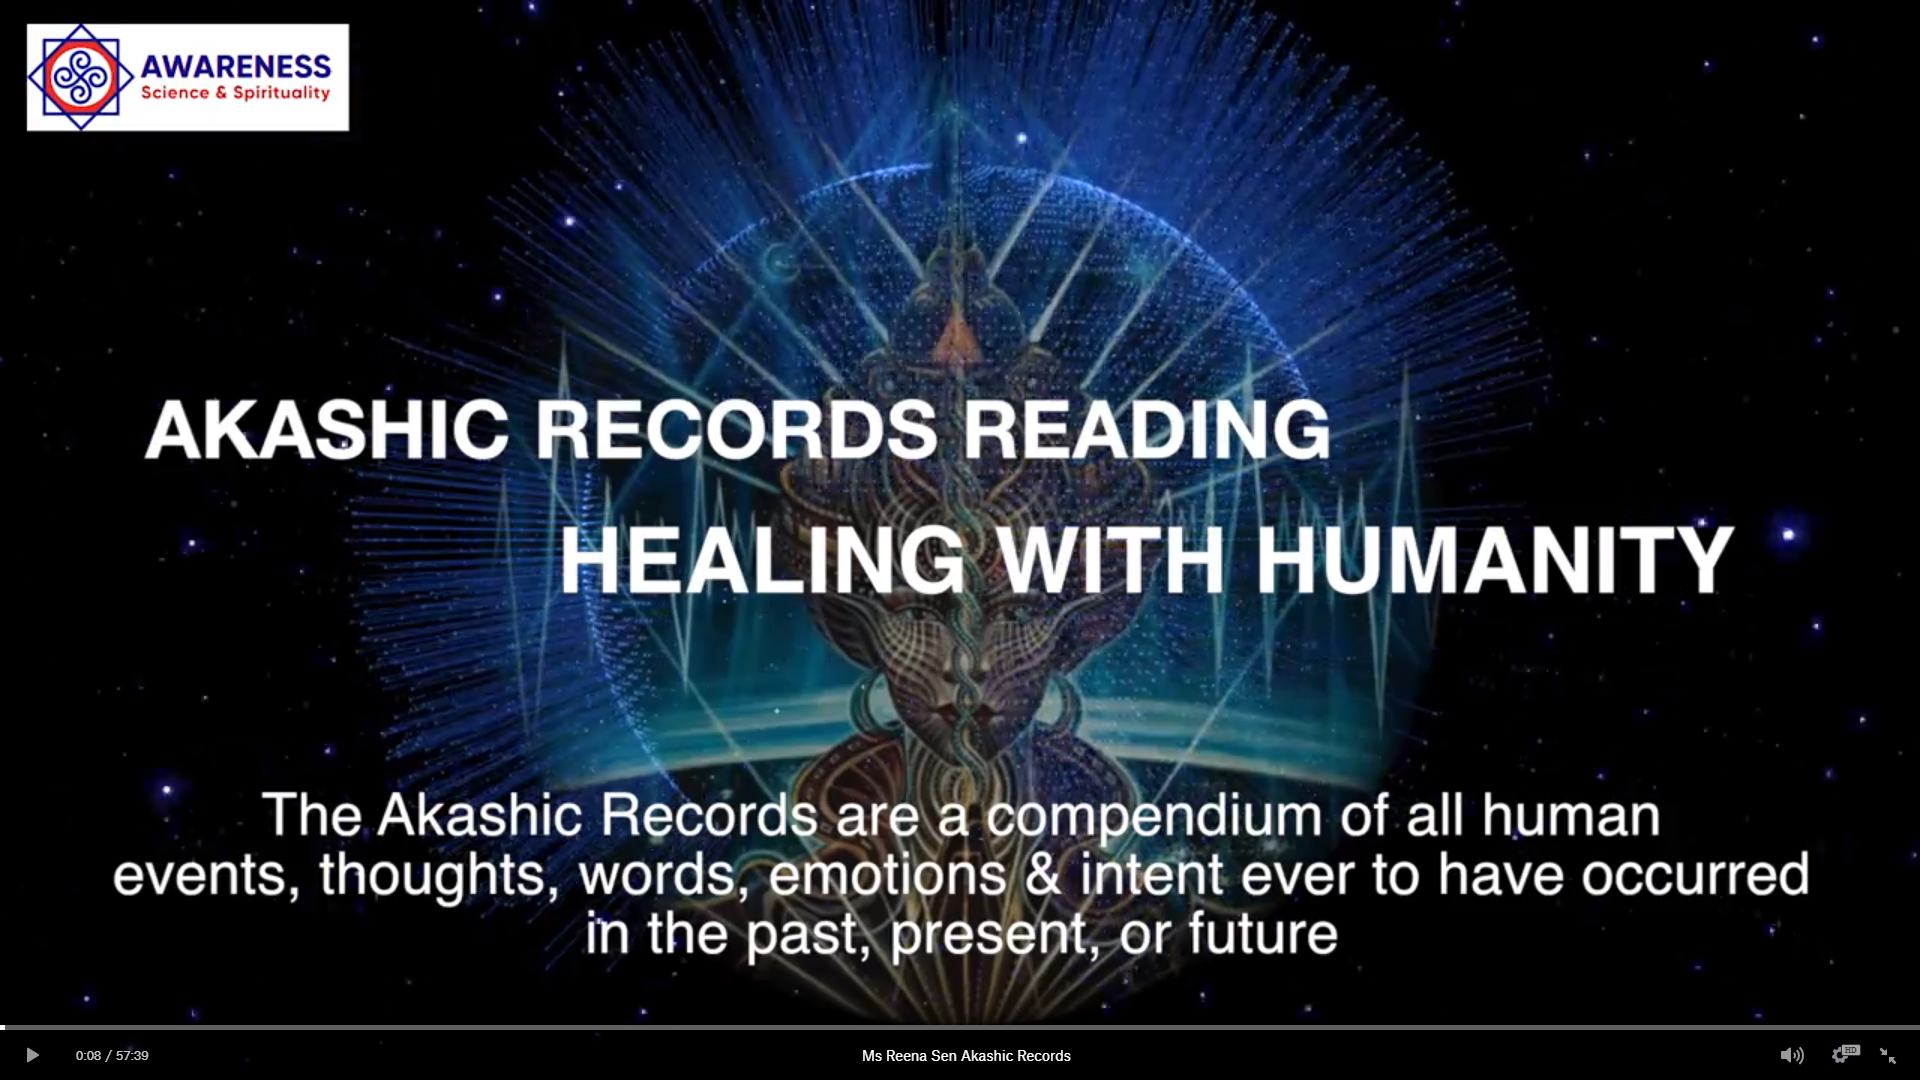 AWARENESS
Science & Spirituality
AKASHIC RECORDS READING
HEALING WITH HUMANITY
The Akashic Records are a compendium of all human
events, thoughts, words, emotions & intent ever to have occurred
in the past, present, or future
0:08 / 57:39
Ms Reena Sen Akashic Records
HD